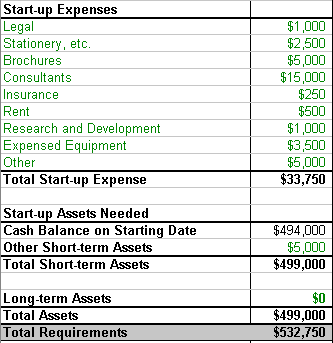 Start-up Expenses
Legal $1,000
Stationery, etc. $2,500
Brochures $5,000
Consultants $15,000
Insurance $250
Rent $500
Research and Development $1,000
Expensed Equipment $3,500
Other $5,000
Total Start-up Expense $33,750
Start-up Assets Needed
Cash Balance on Starting Date $494,000
Other Short-term Assets $5,000
Total Short-term Assets $499,000
Long-term Assets $0
Total Assets $499,000
Total Requirements $532,750